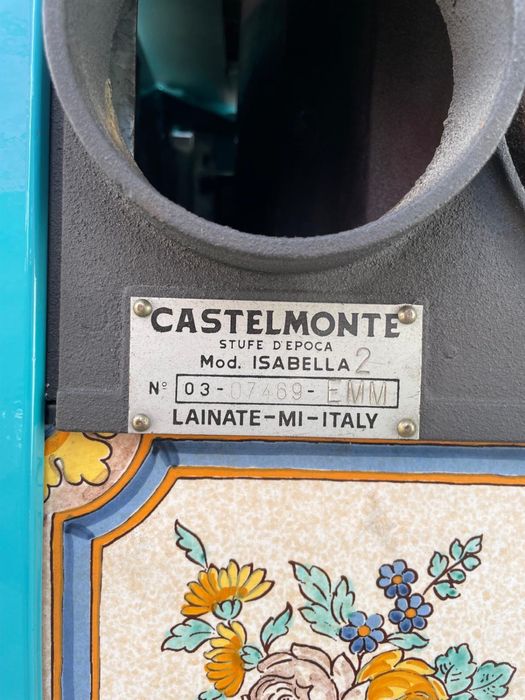 CASTELMONTE
STUFE D'EPOCA
Mod. ISABELLA 2
N° 03-07469-EMM
LAINATE-MI-ITALY